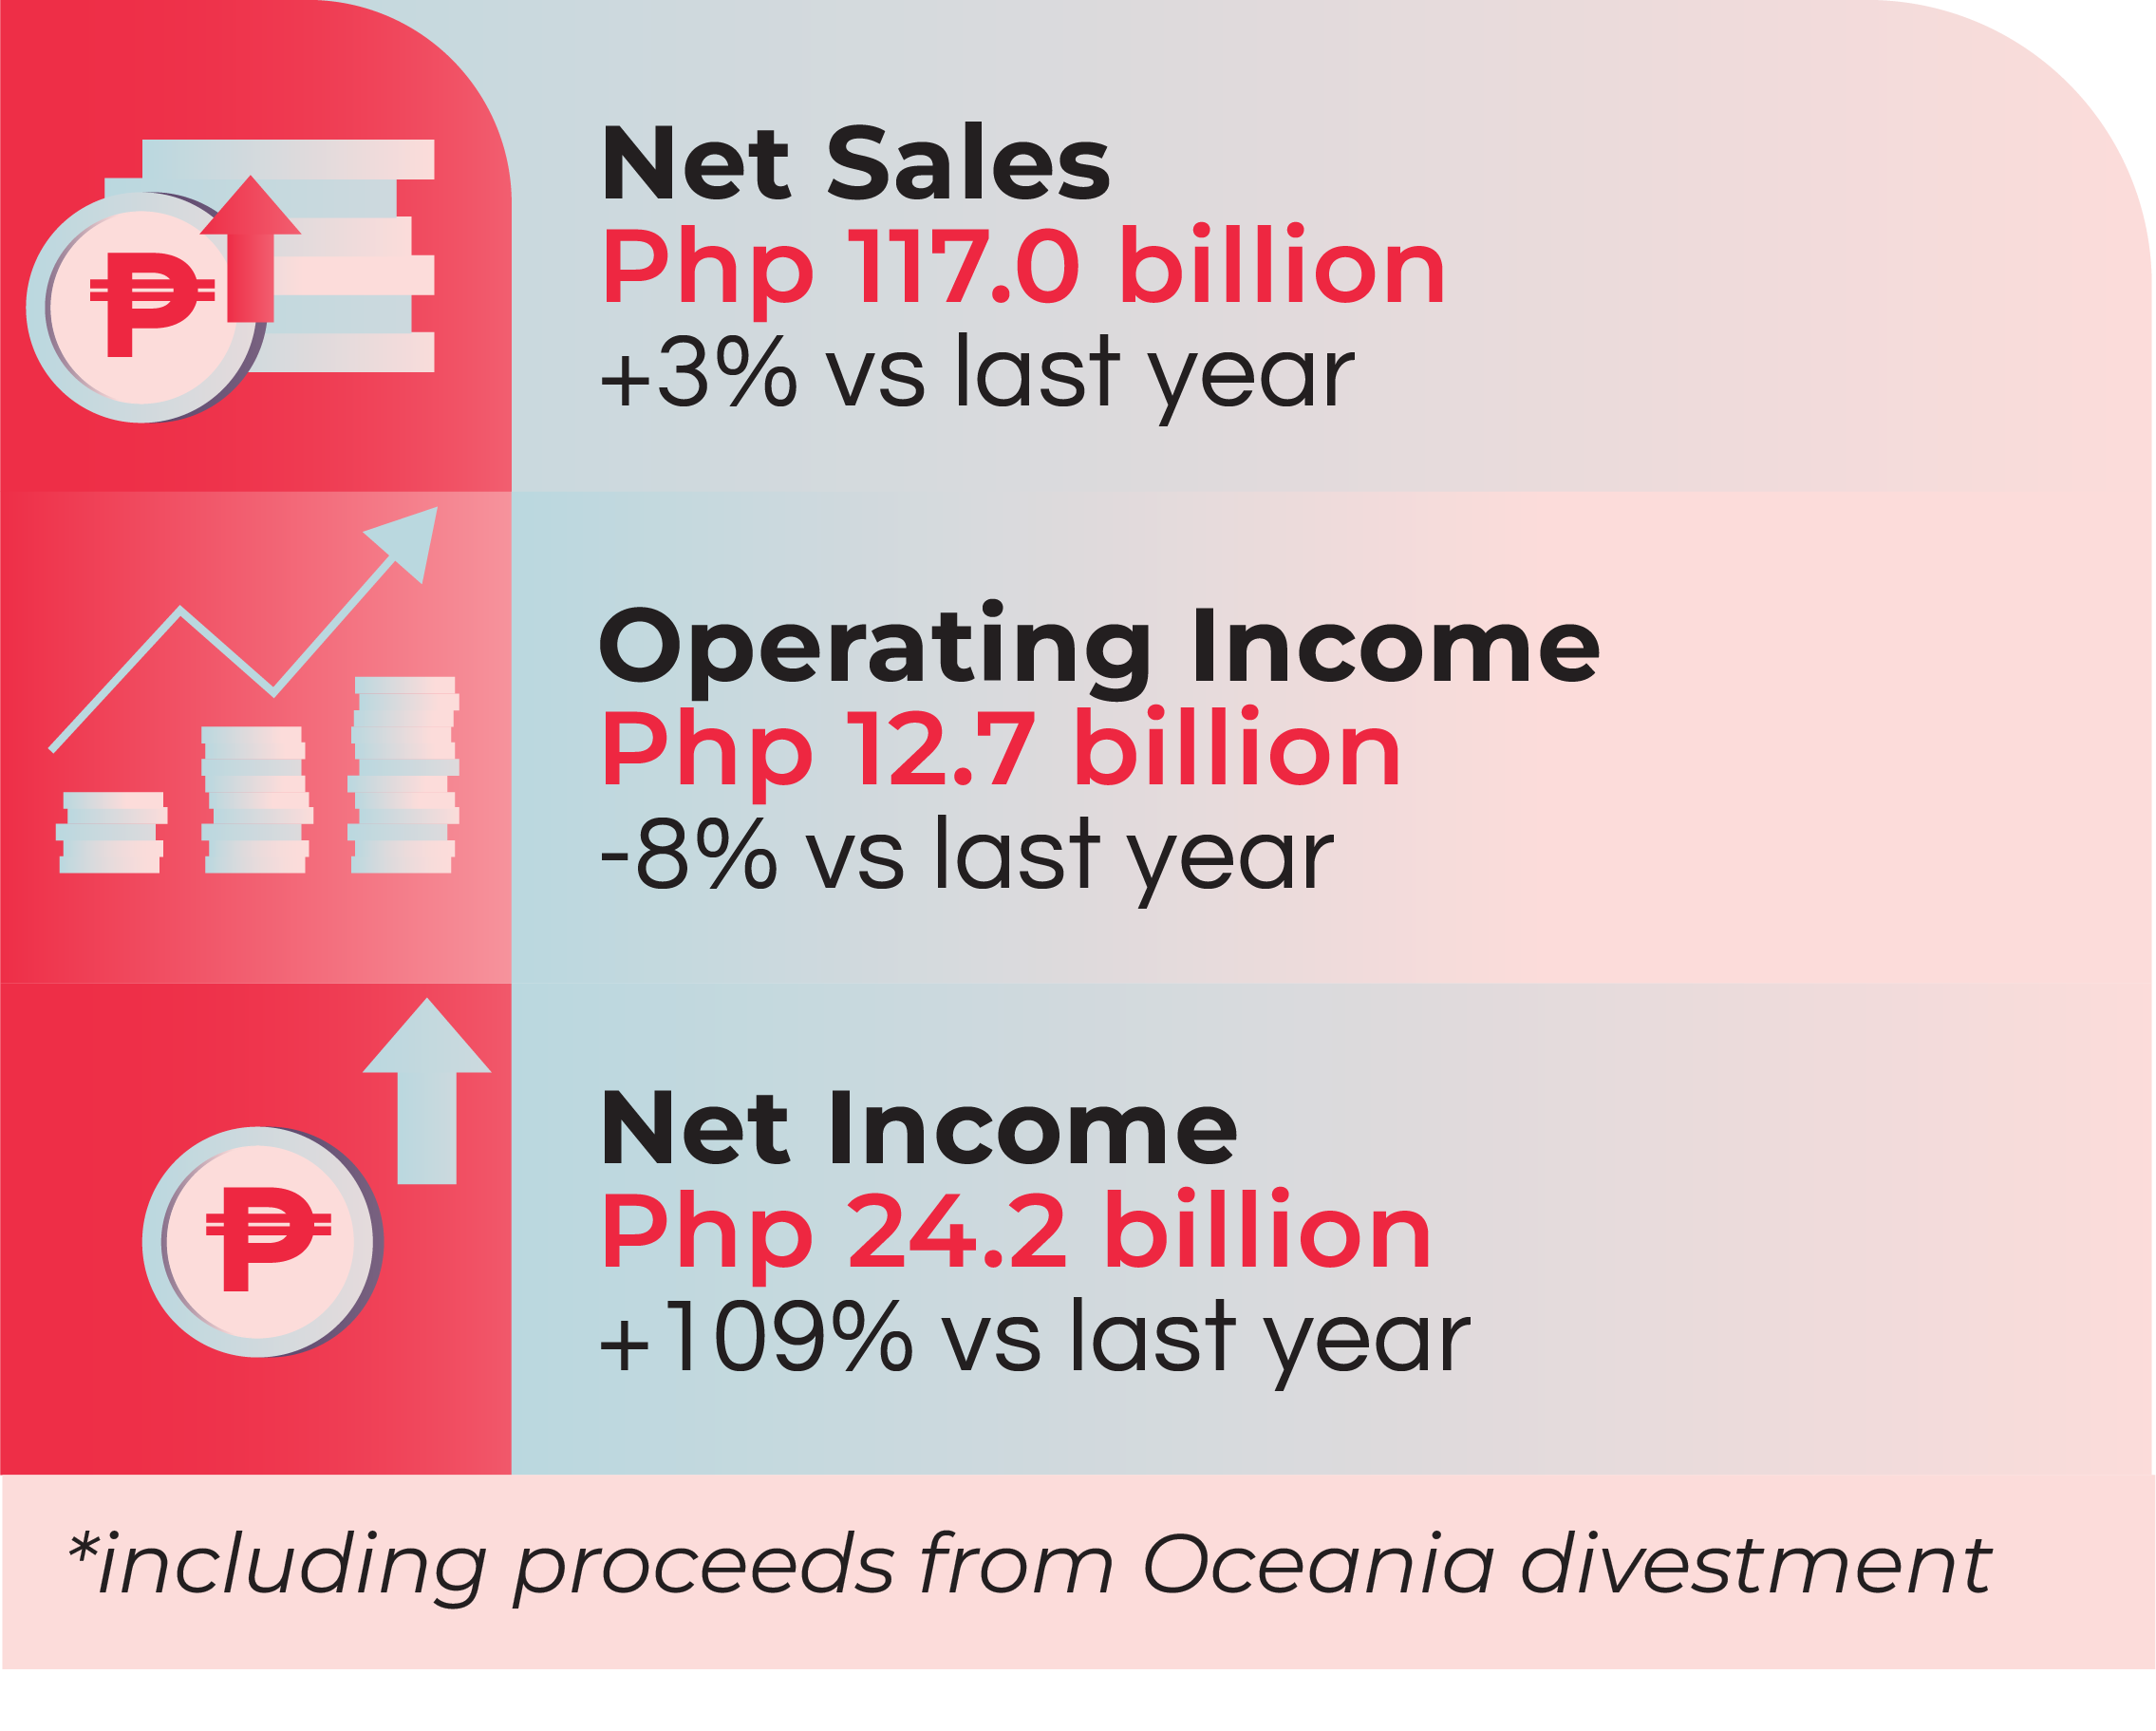 Net Sales
Php 117.0 billion
+3% vs last year
₱
Operating Income
Php 12.7 billion
-8% vs last year
Net Income
Php 24.2 billion
+109% vs last year
₱
*including proceeds from Oceania divestment